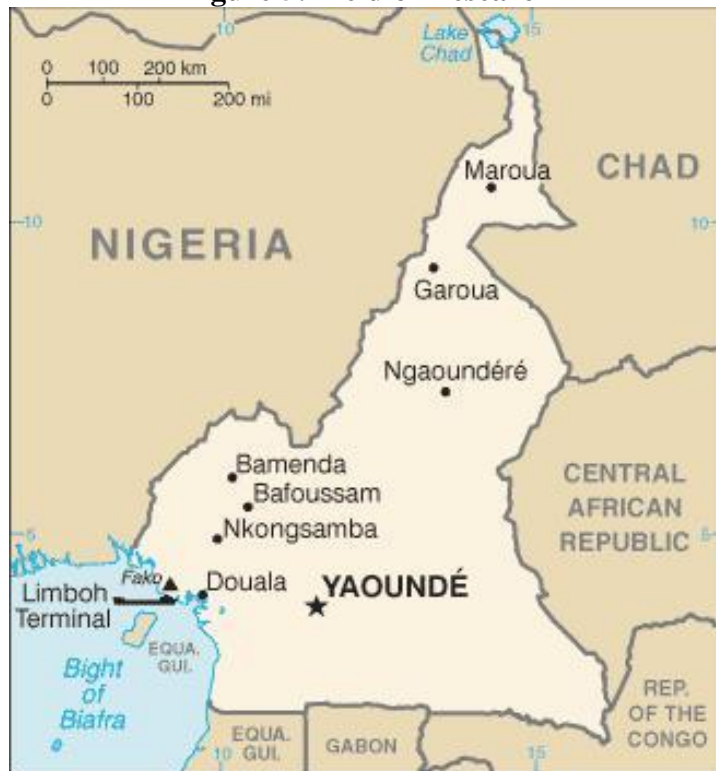 Lake
Chad
10
15
0 100 200 km
0 100 200 mi
Maroua
CHAD
10
10
NIGERIA
Garoua
Ngaoundéré
Bamenda
Bafoussam
Nkongsamba
CENTRAL
AFRICAN
REPUBLIC
5
5
Fako
Douala
YAOUNDÉ
Limboh
Terminal
EQUA.
GUI.
Bight
of
Biafra
REP.
OF THE
CONGO
EQUA.
GUI.
GABON
10
15